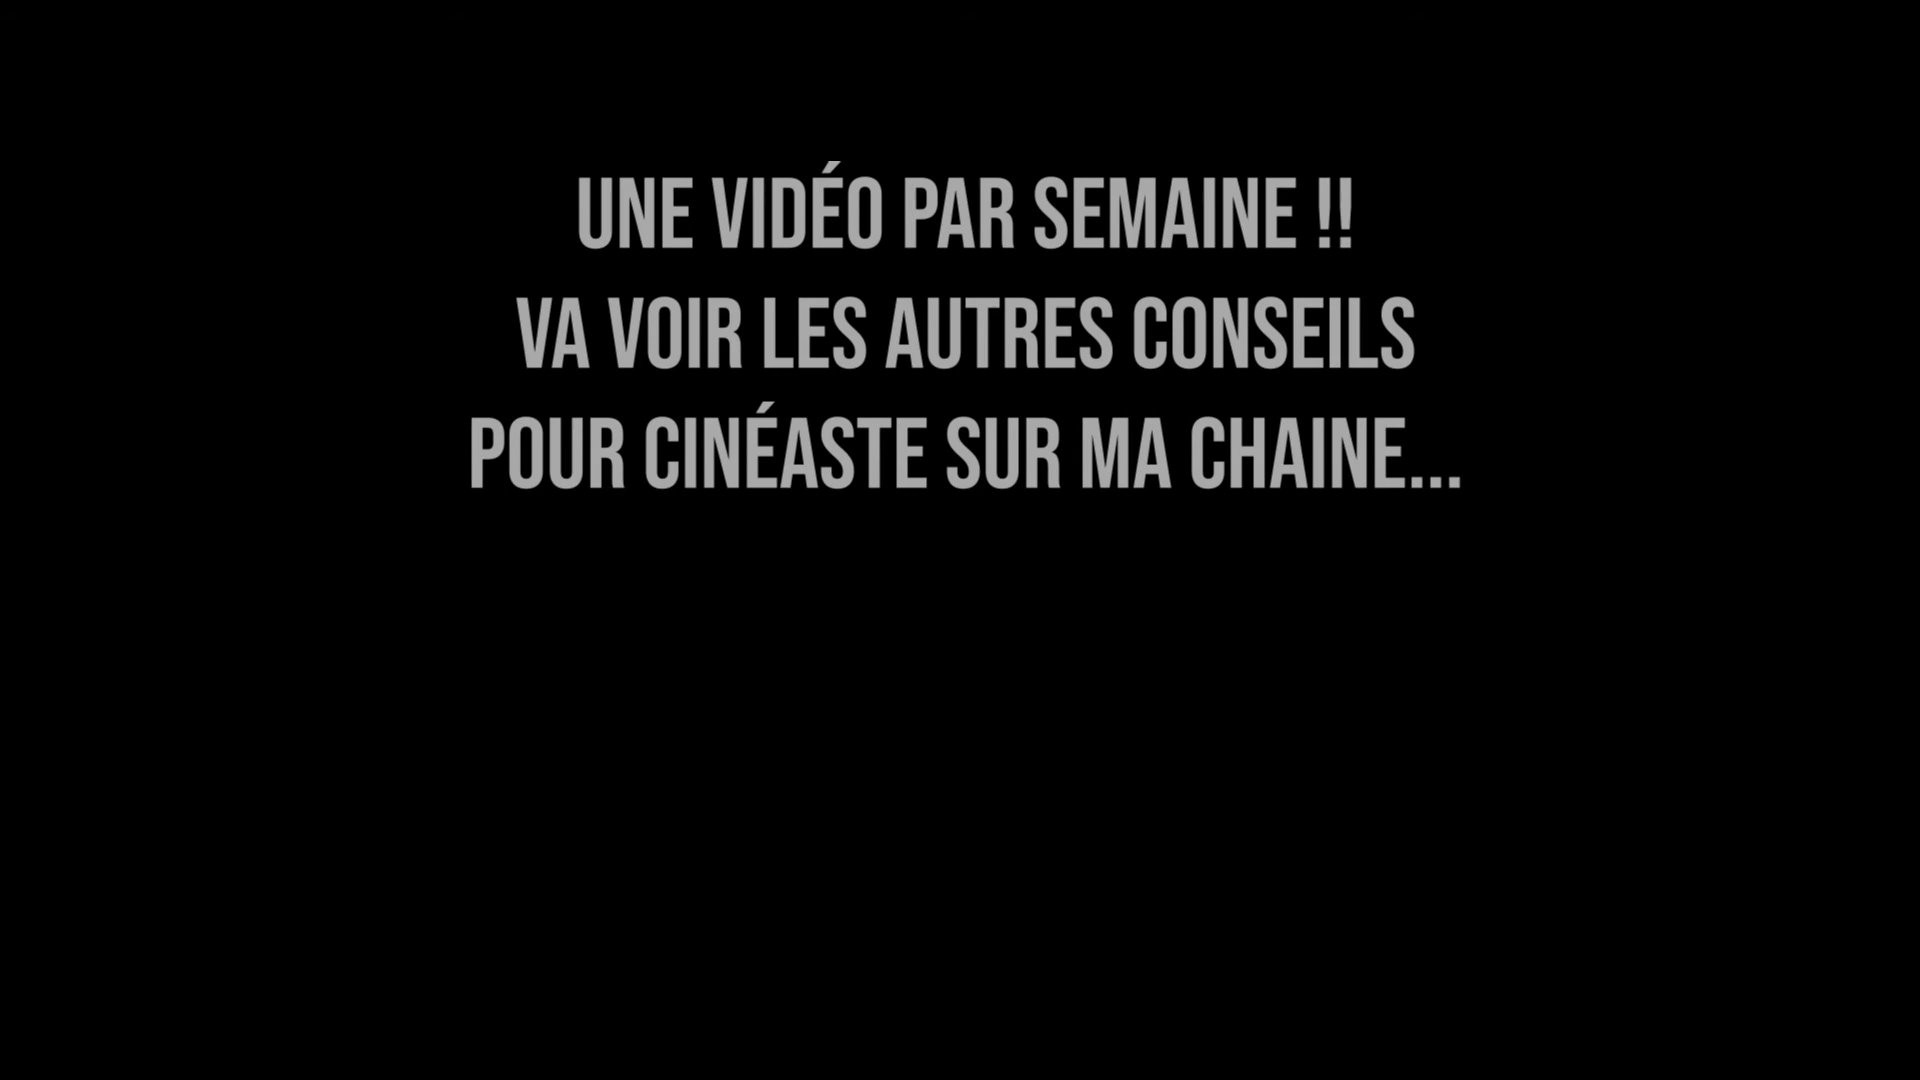 UNE VIDÉO PAR SEMAINE !!
VA VOIR LES AUTRES CONSEILS
POUR CINÉASTE SUR MA CHAINE...